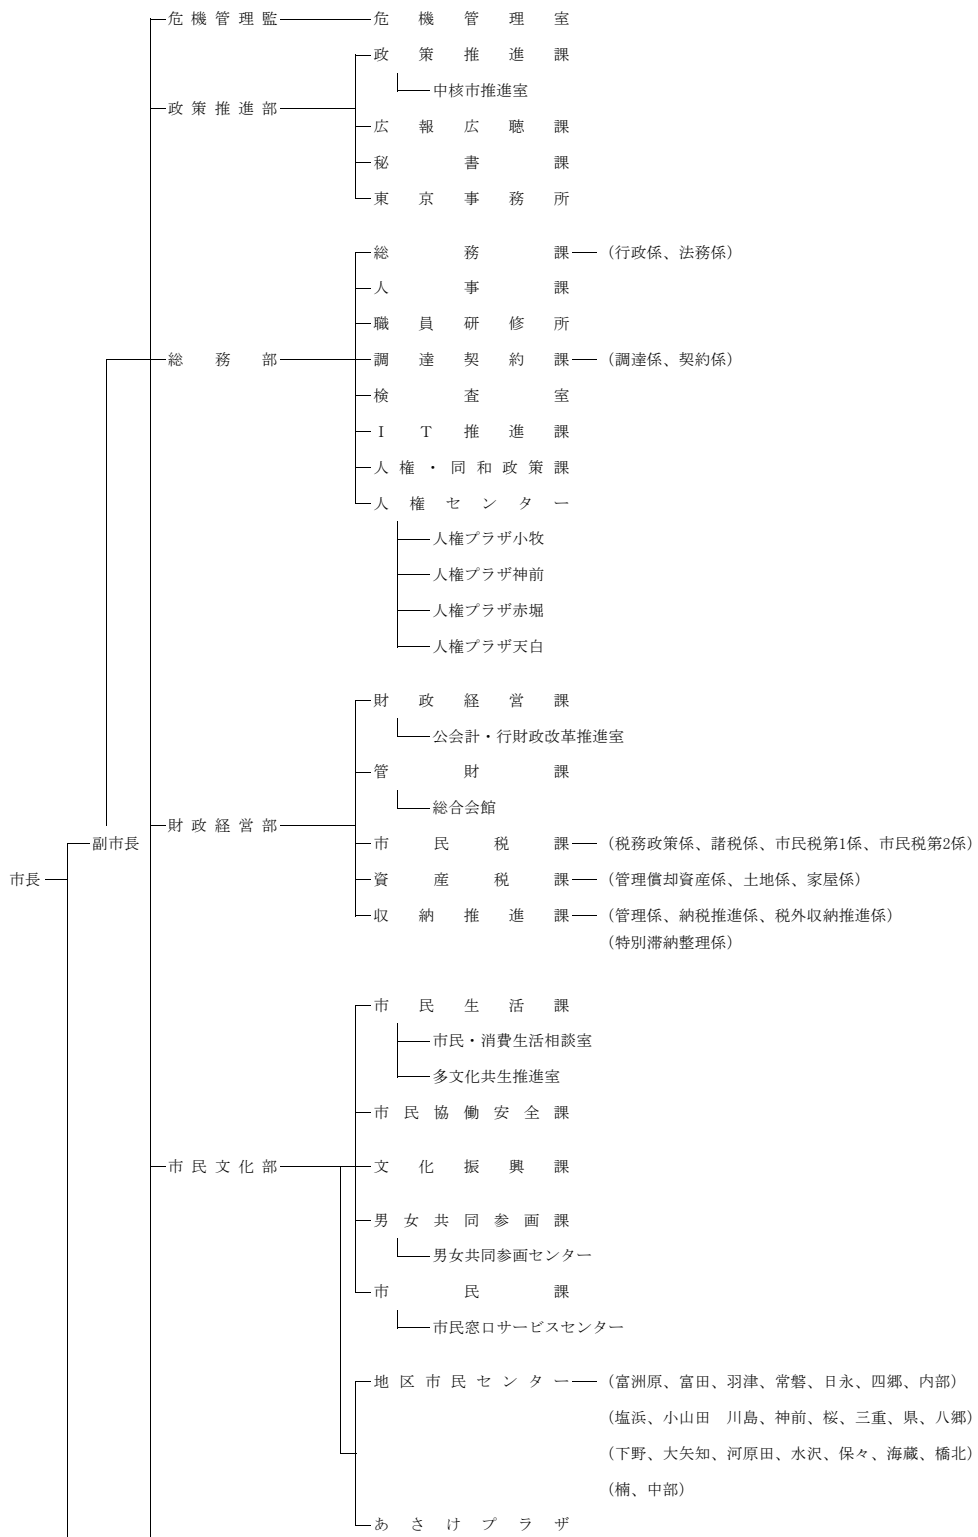 危機管理監 危機管理室
政策推進課
中核市推進室
政策推進部
広報広聴課
秘書課
東京事務所
総務課 (行政係、法務係)
人事課
職員研修所
総務部 調達契約課 (調達係、契約係)
検査室
IT推進課
人権・同和政策課
人権センター
人権プラザ小牧
人権プラザ神前
人権プラザ赤堀
人権プラザ天白
財政経営課
公会計・行財政改革推進室
管財課
総合会館
財政経営部
副市長 市民税課 (税務政策係、諸税係、市民税第1係、市民税第2係)
市長 資産税課 (管理償却資産係、土地係、家屋係)
収納推進課 (管理係、納税推進係、税外収納推進係)
(特別滞納整理係)
市民生活課
市民・消費生活相談室
多文化共生推進室
市民協働安全課
市民文化部 文化振興課
男女共同参画課
男女共同参画センター
市民課
市民窓口サービスセンター
地区市民センター (富洲原、富田、羽津、常磐、日永、四郷、内部)
(塩浜、小山田　川島、神前、桜、三重、県、八郷)
(下野、大矢知、河原田、水沢、保々、海蔵、橋北)
(楠、中部)
あさけプラザ